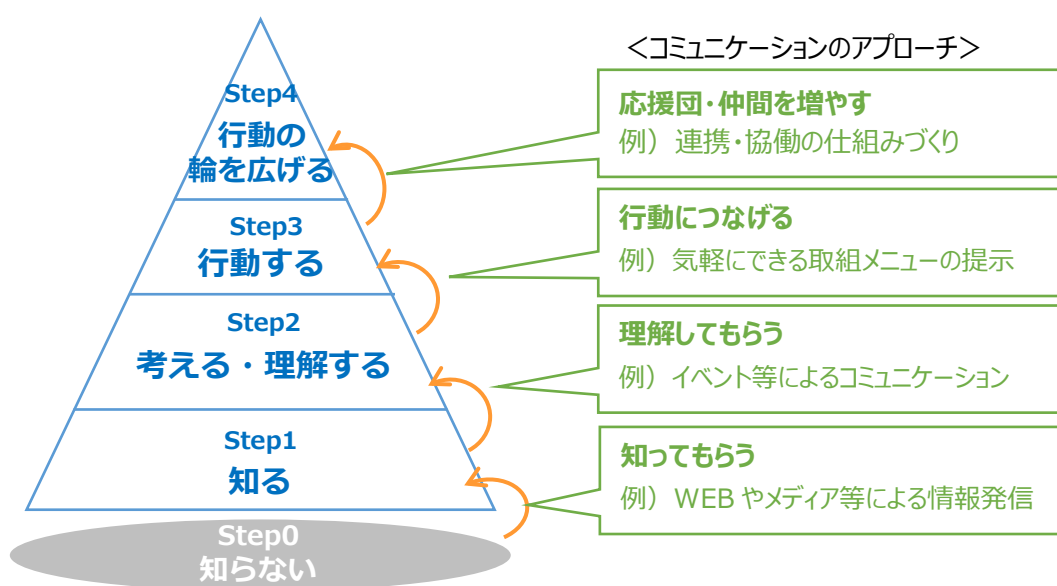 <コミュニケーションのアプローチ>
Step4
行動の
輪を広げる
応援団・仲間を増やす
例） 連携・協働の仕組みづくり
Step3
行動する
行動につなげる
例） 気軽にできる取組メニューの提示
Step2
考える・理解する
理解してもらう
例） イベント等によるコミュニケーション
Step1
知る
知ってもらう
例） WEB やメディア等による情報発信
Step0
知らない